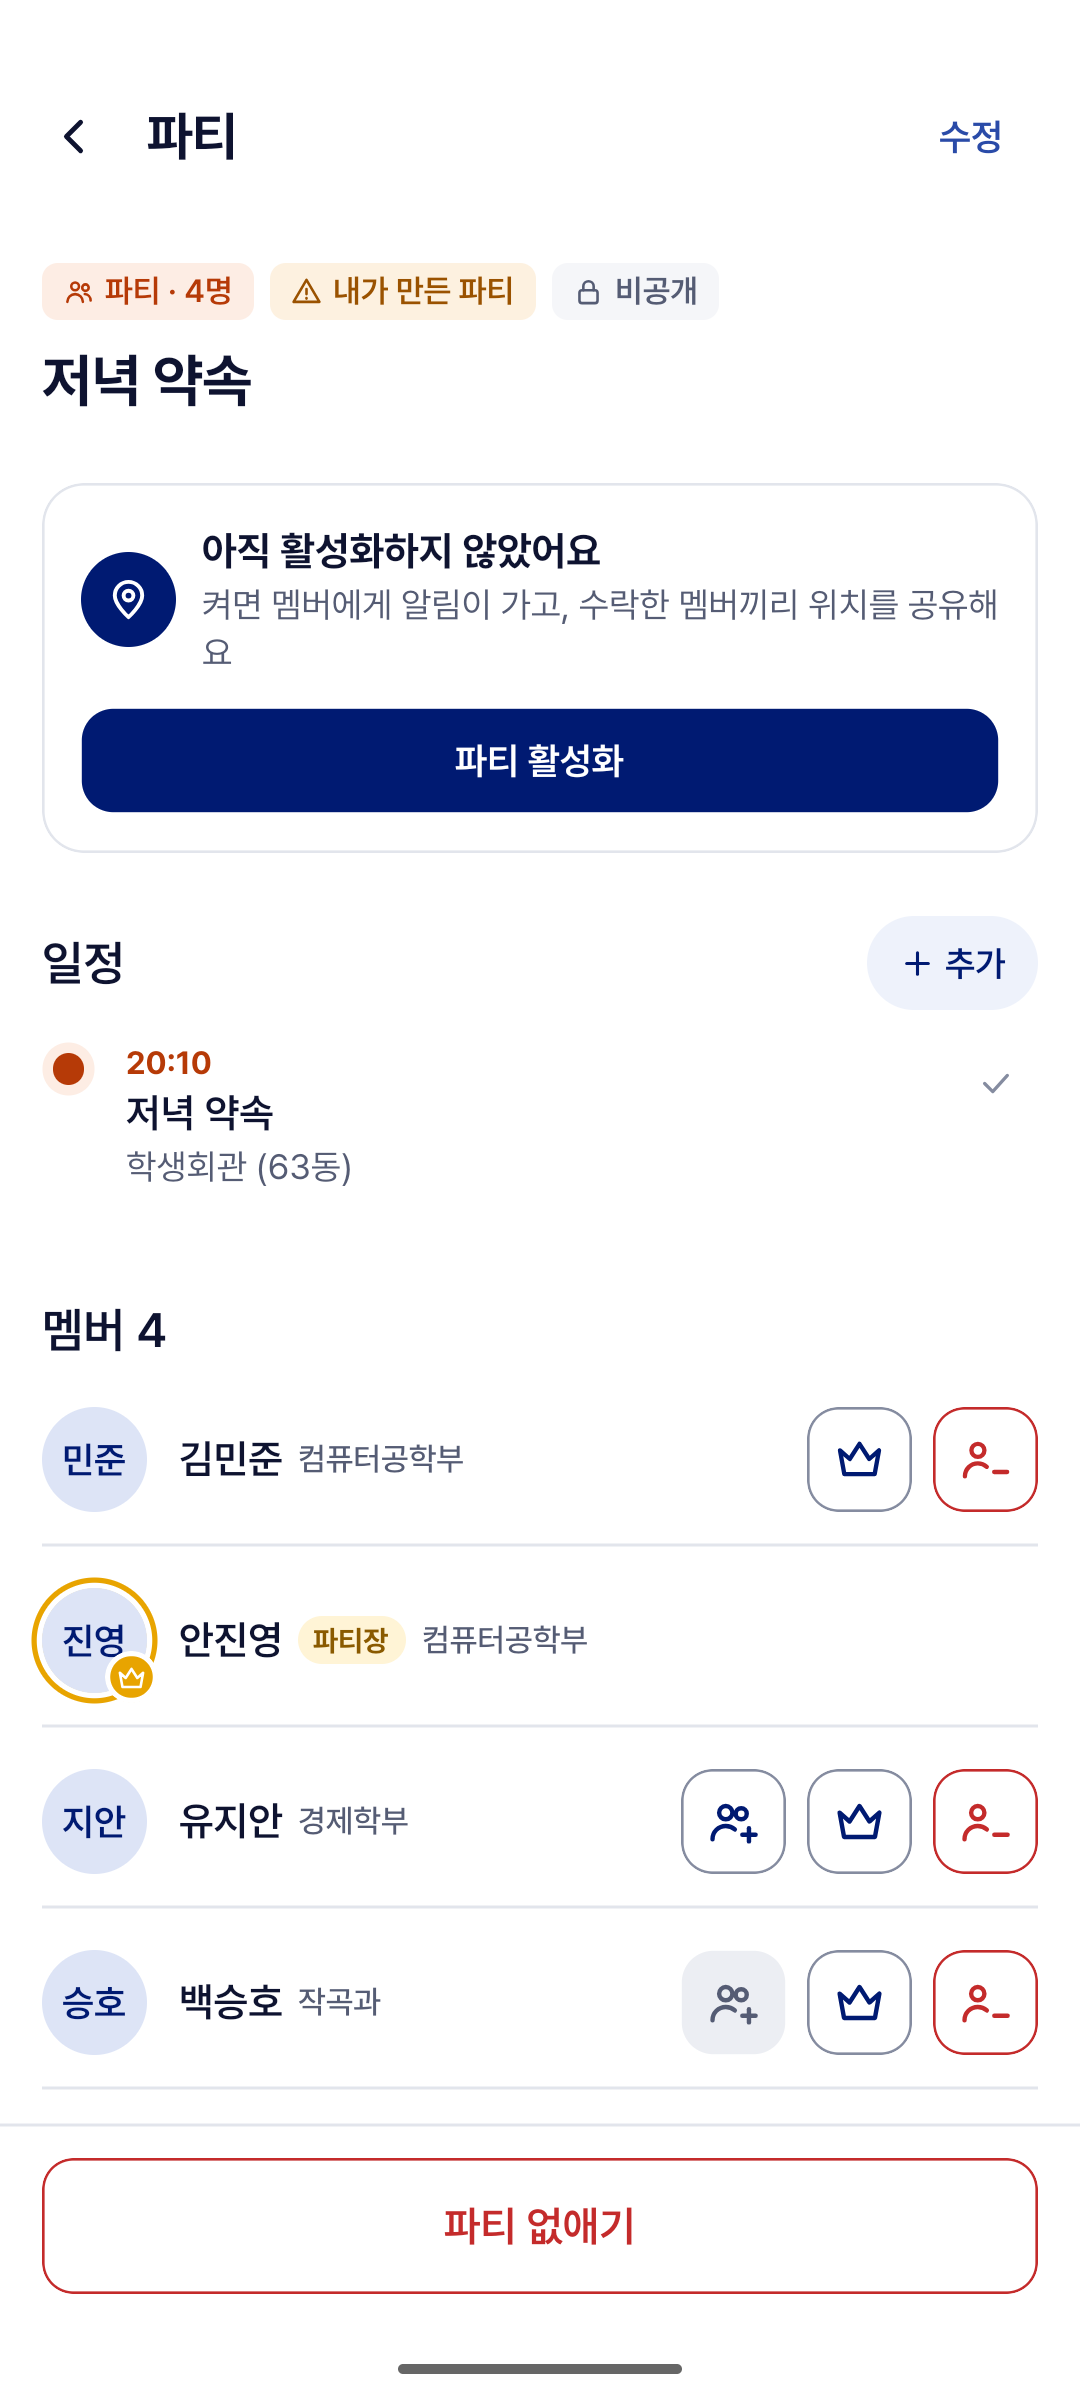 파티
수정
파티 · 4명
내가 만든 파티
비공개
저녁 약속
아직 활성화하지 않았어요
켜면 멤버에게 알림이 가고, 수락한 멤버끼리 위치를 공유해
요
파티 활성화
일정
추가
20:10
저녁 약속
학생회관 (63동)
멤버 4
민준 김민준 컴퓨터공학부
진영 안진영 파티장 컴퓨터공학부
지안 유지안 경제학부
승호 백승호 작곡과
파티 없애기